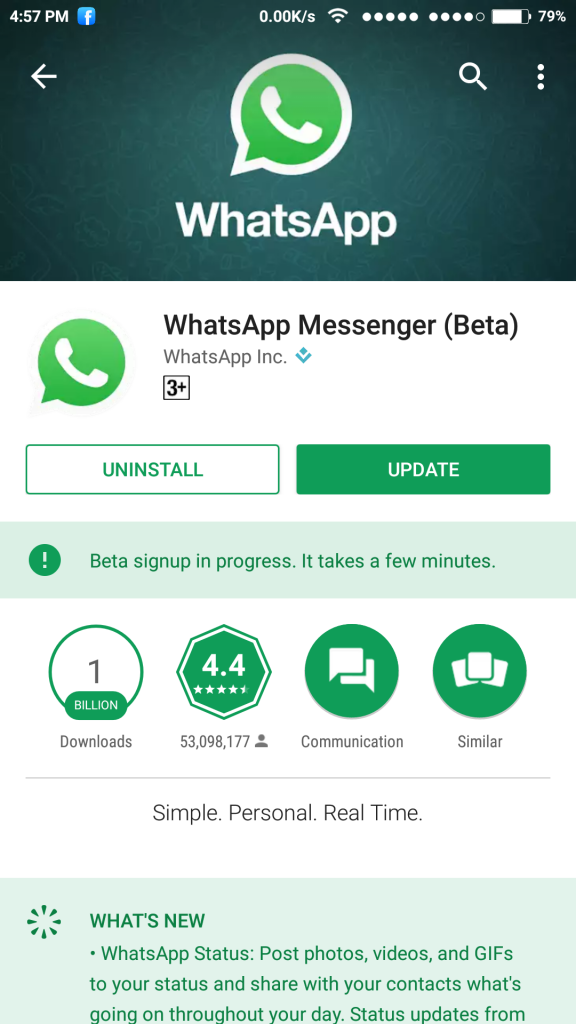 4:57 PM f 0.00K/s 79%
WhatsApp
WhatsApp Messenger (Beta)
WhatsApp Inc.
3+
UNINSTALL UPDATE
! Beta signup in progress. It takes a few minutes.
1 4.4
BILLION
Downloads 53,098,177 Communication Similar
Simple. Personal. Real Time.
WHAT'S NEW
• WhatsApp Status: Post photos, videos, and GIFs
to your status and share with your contacts what's
going on throughout your day. Status updates from